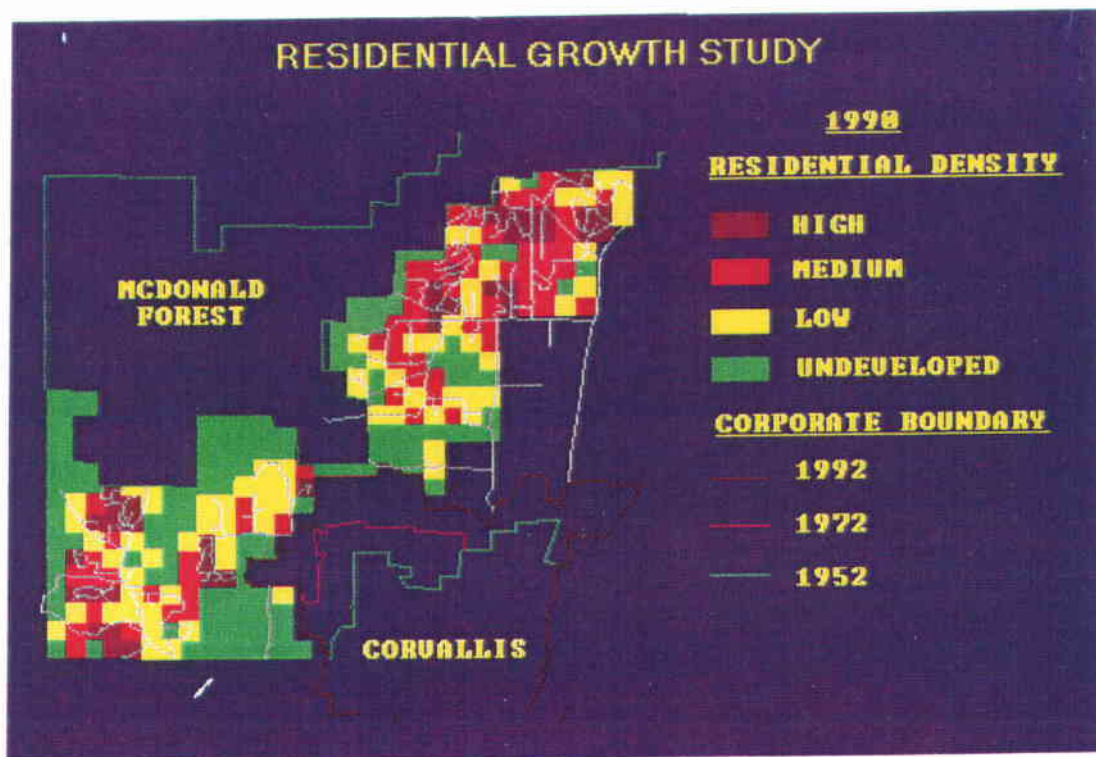 RESIDENTIAL GROWTH STUDY
1990
RESIDENTIAL DENSITY
HIGH
MEDIUM
LOW
UNDEVELOPED
CORPORATE BOUNDARY
1992
1972
1952
MCDONALD
FOREST
CORVALLIS